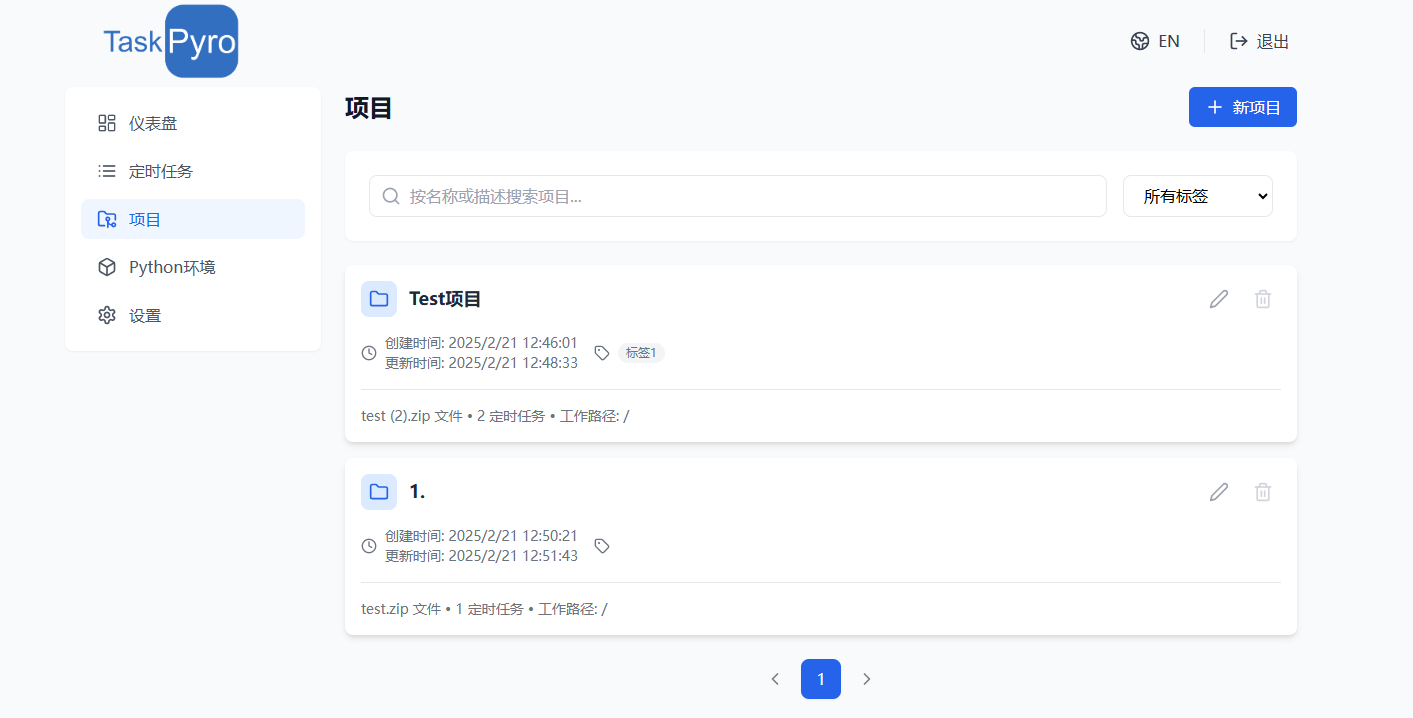 TaskPyro
EN
退出
仪表盘
定时任务
项目
Python环境
设置
项目
新项目
按名称或描述搜索项目...
所有标签
Test项目
创建时间: 2025/2/21 12:46:01
更新时间: 2025/2/21 12:48:33
标签1
test (2).zip 文件 • 2 定时任务 • 工作路径: /
1.
创建时间: 2025/2/21 12:50:21
更新时间: 2025/2/21 12:51:43
test.zip 文件 • 1 定时任务 • 工作路径: /
1